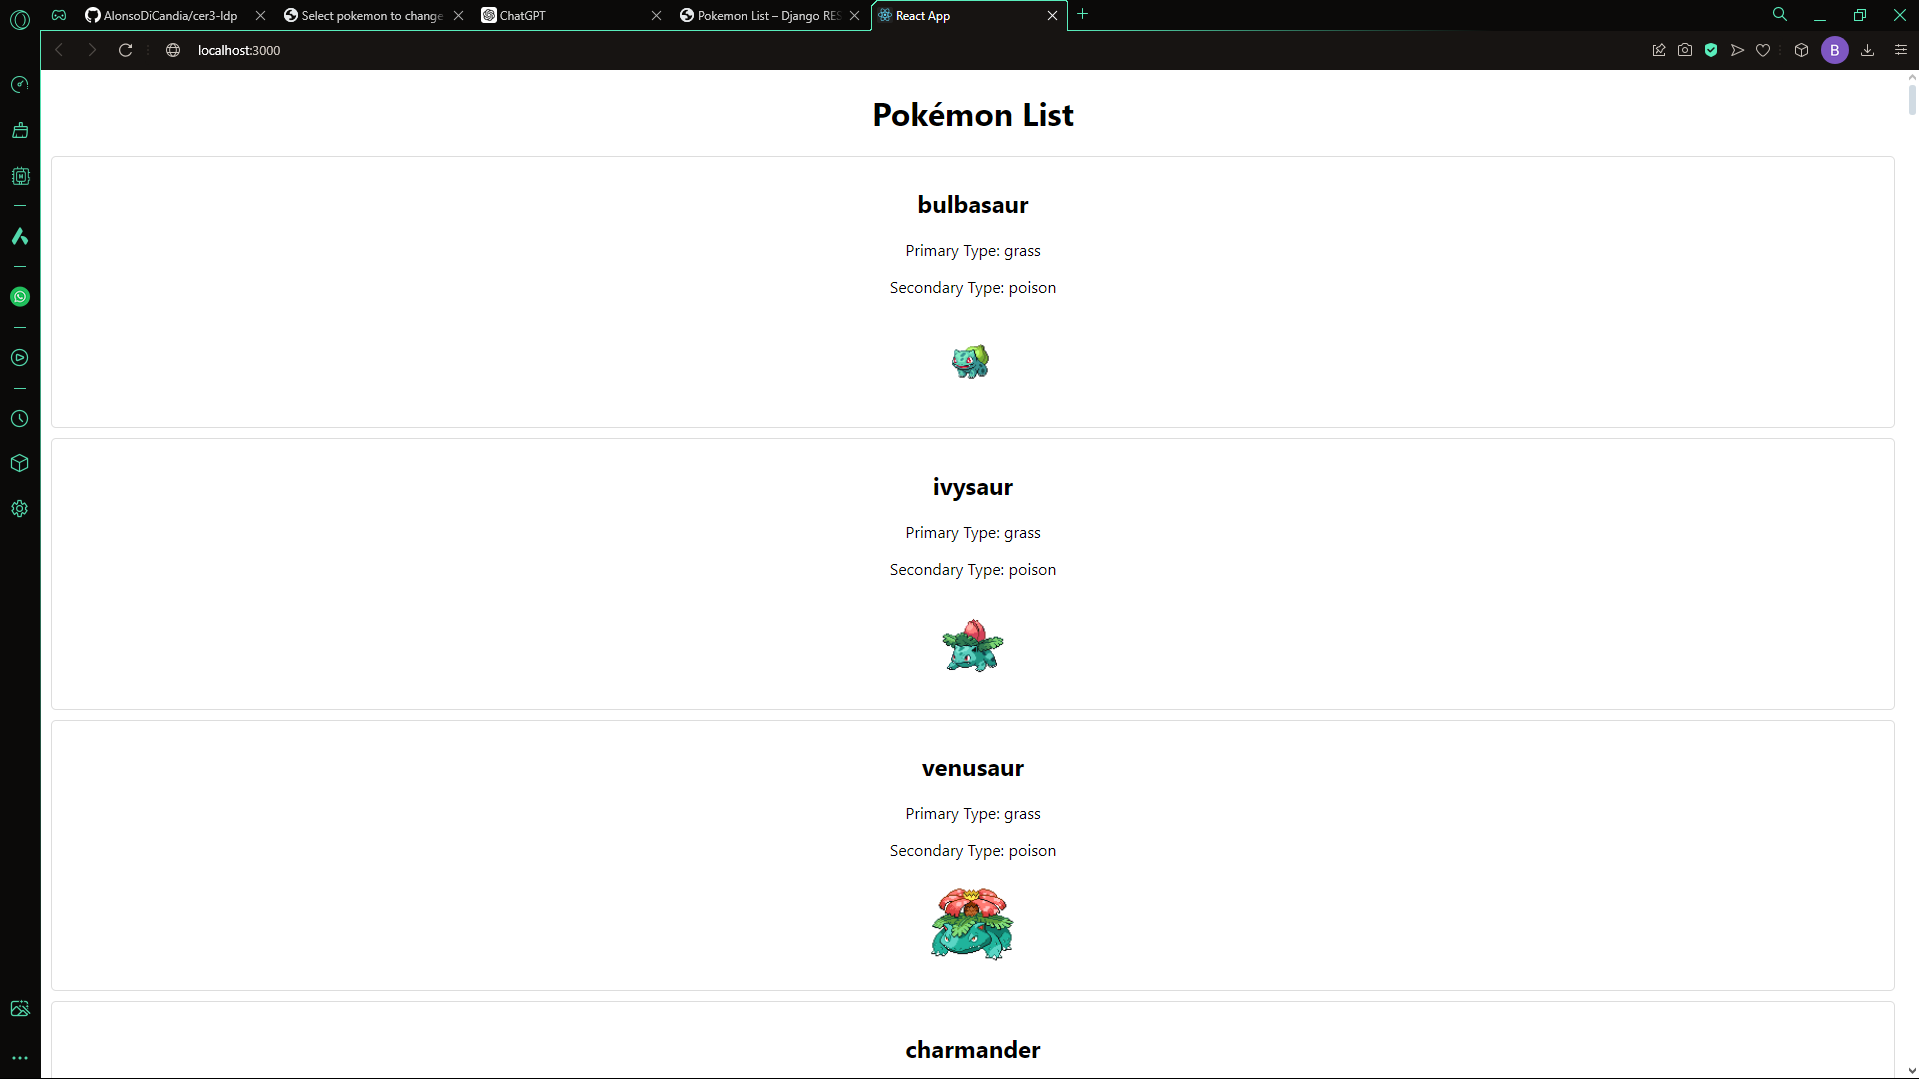 AlonsoDiCandia/cer3-ldp
Select pokemon to change
ChatGPT
Pokemon List – Django RES
React App
localhost:3000
B
Pokémon List
bulbasaur
Primary Type: grass
Secondary Type: poison
ivysaur
Primary Type: grass
Secondary Type: poison
venusaur
Primary Type: grass
Secondary Type: poison
charmander